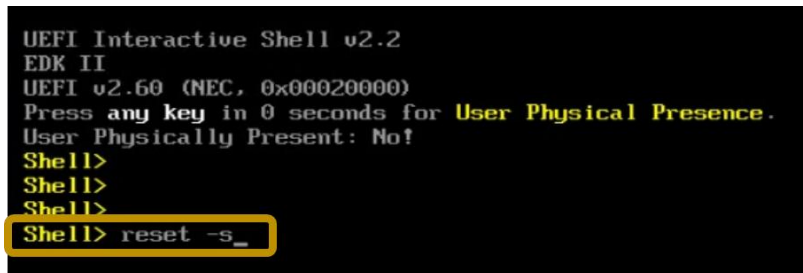 UEFI Interactive Shell v2.2
EDK II
UEFI v2.60 (NEC, 0x00020000)
Press any key in 0 seconds for User Physical Presence.
User Physically Present: No!
Shell>
Shell>
Shell>
Shell> reset -s_